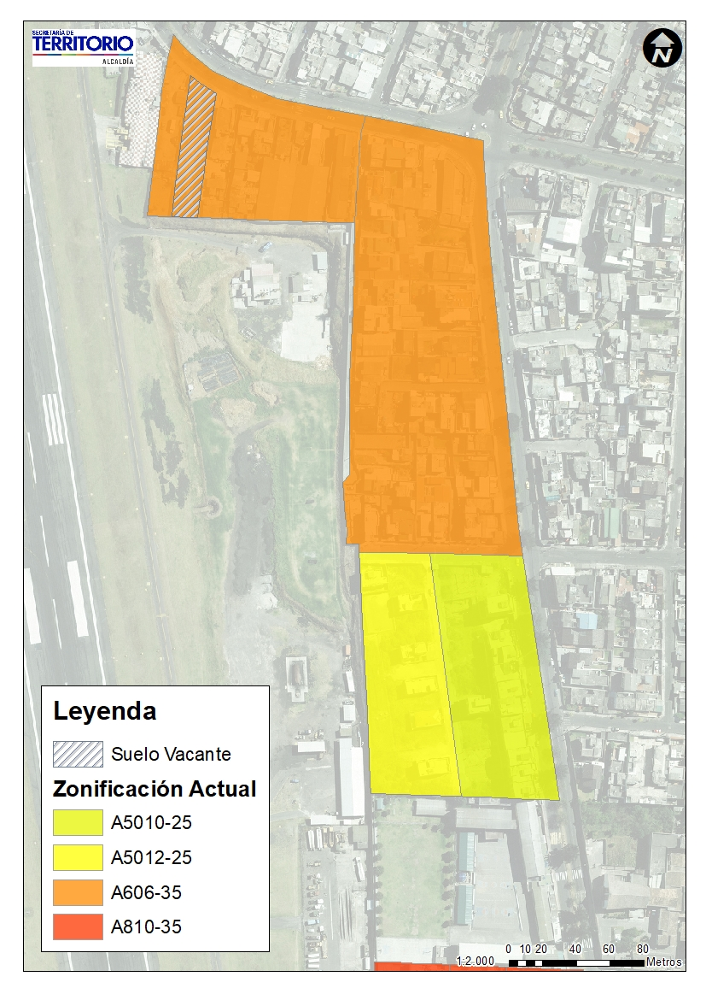 SECRETARÍA DE
TERRITORIO
ALCALDÍA
N
Leyenda
Suelo Vacante
Zonificación Actual
A5010-25
A5012-25
A606-35
A810-35
0 10 20 40 60 80
1:2.000 Metros